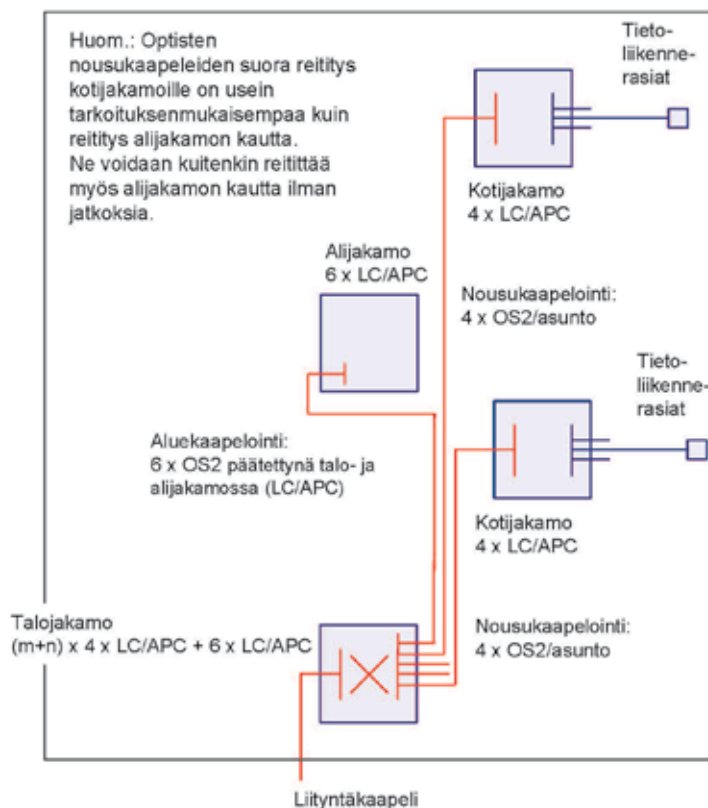 Huom.: Optisten
nousukaapeleiden suora reititys
kotijakamoille on usein
tarkoituksenmukaisempaa kuin
reititys alijakamon kautta.
Ne voidaan kuitenkin reitittää
myös alijakamon kautta ilman
jatkoksia.
Tieto-
liikenne-
rasiat
Kotijakamo
4 x LC/APC
Alijakamo
6 x LC/APC
Nousukaapelointi:
4 x OS2/asunto
Tieto-
liikenne-
rasiat
Aluekaapelointi:
6 x OS2 päätettynä talo- ja
alijakamossa (LC/APC)
Kotijakamo
4 x LC/APC
Talojakamo
(m+n) x 4 x LC/APC + 6 x LC/APC
Nousukaapelointi:
4 x OS2/asunto
Liityntäkaapeli